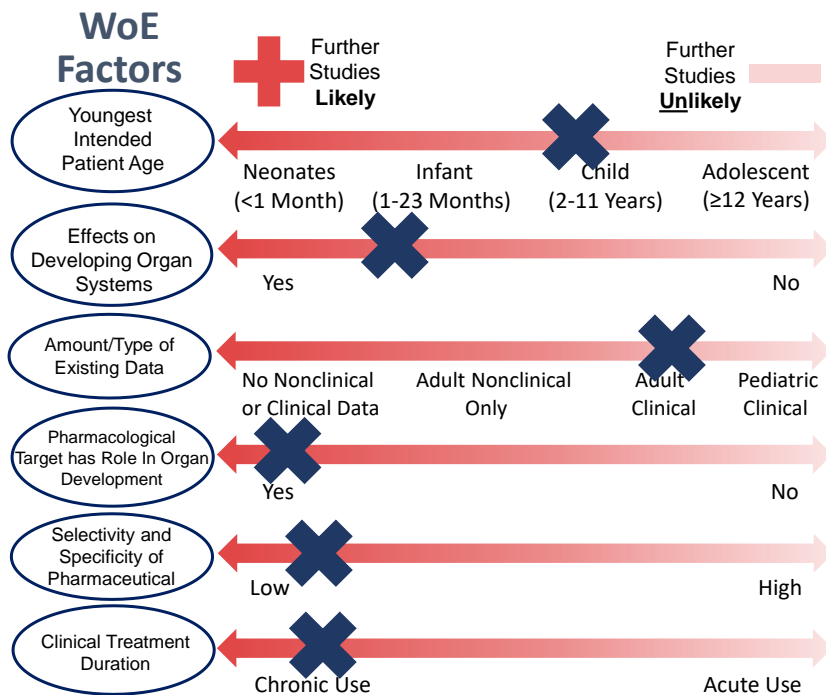 WoE
Factors
Further
Studies
Likely
Further
Studies
Unlikely
Youngest
Intended
Patient Age
Neonates
(<1 Month)
Infant
(1-23 Months)
Child
(2-11 Years)
Adolescent
(≥12 Years)
Effects on
Developing Organ
Systems
Yes
No
Amount/Type of
Existing Data
No Nonclinical
or Clinical Data
Adult Nonclinical
Only
Adult
Clinical
Pediatric
Clinical
Pharmacological
Target has Role In Organ
Development
Yes
No
Selectivity and
Specificity of
Pharmaceutical
Low
High
Clinical Treatment
Duration
Chronic Use
Acute Use